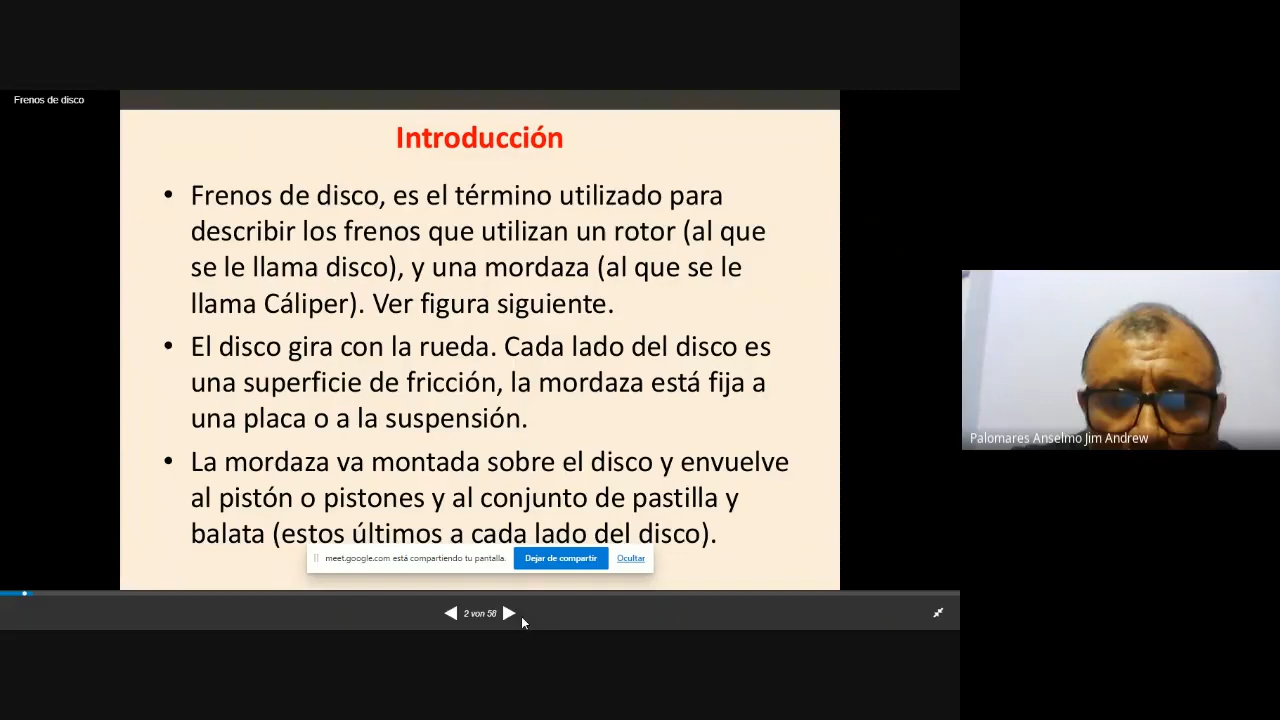 Frenos de disco
Introducción
• Frenos de disco, es el término utilizado para
describir los frenos que utilizan un rotor (al que
se le llama disco), y una mordaza (al que se le
llama Cáliper). Ver figura siguiente.
• El disco gira con la rueda. Cada lado del disco es
una superficie de fricción, la mordaza está fija a
una placa o a la suspensión.
• La mordaza va montada sobre el disco y envuelve
al pistón o pistones y al conjunto de pastilla y
balata (estos últimos a cada lado del disco).
meet.google.com está compartiendo tu pantalla. Dejar de compartir Ocultar
2 von 58
Palomares Anselmo Jim Andrew